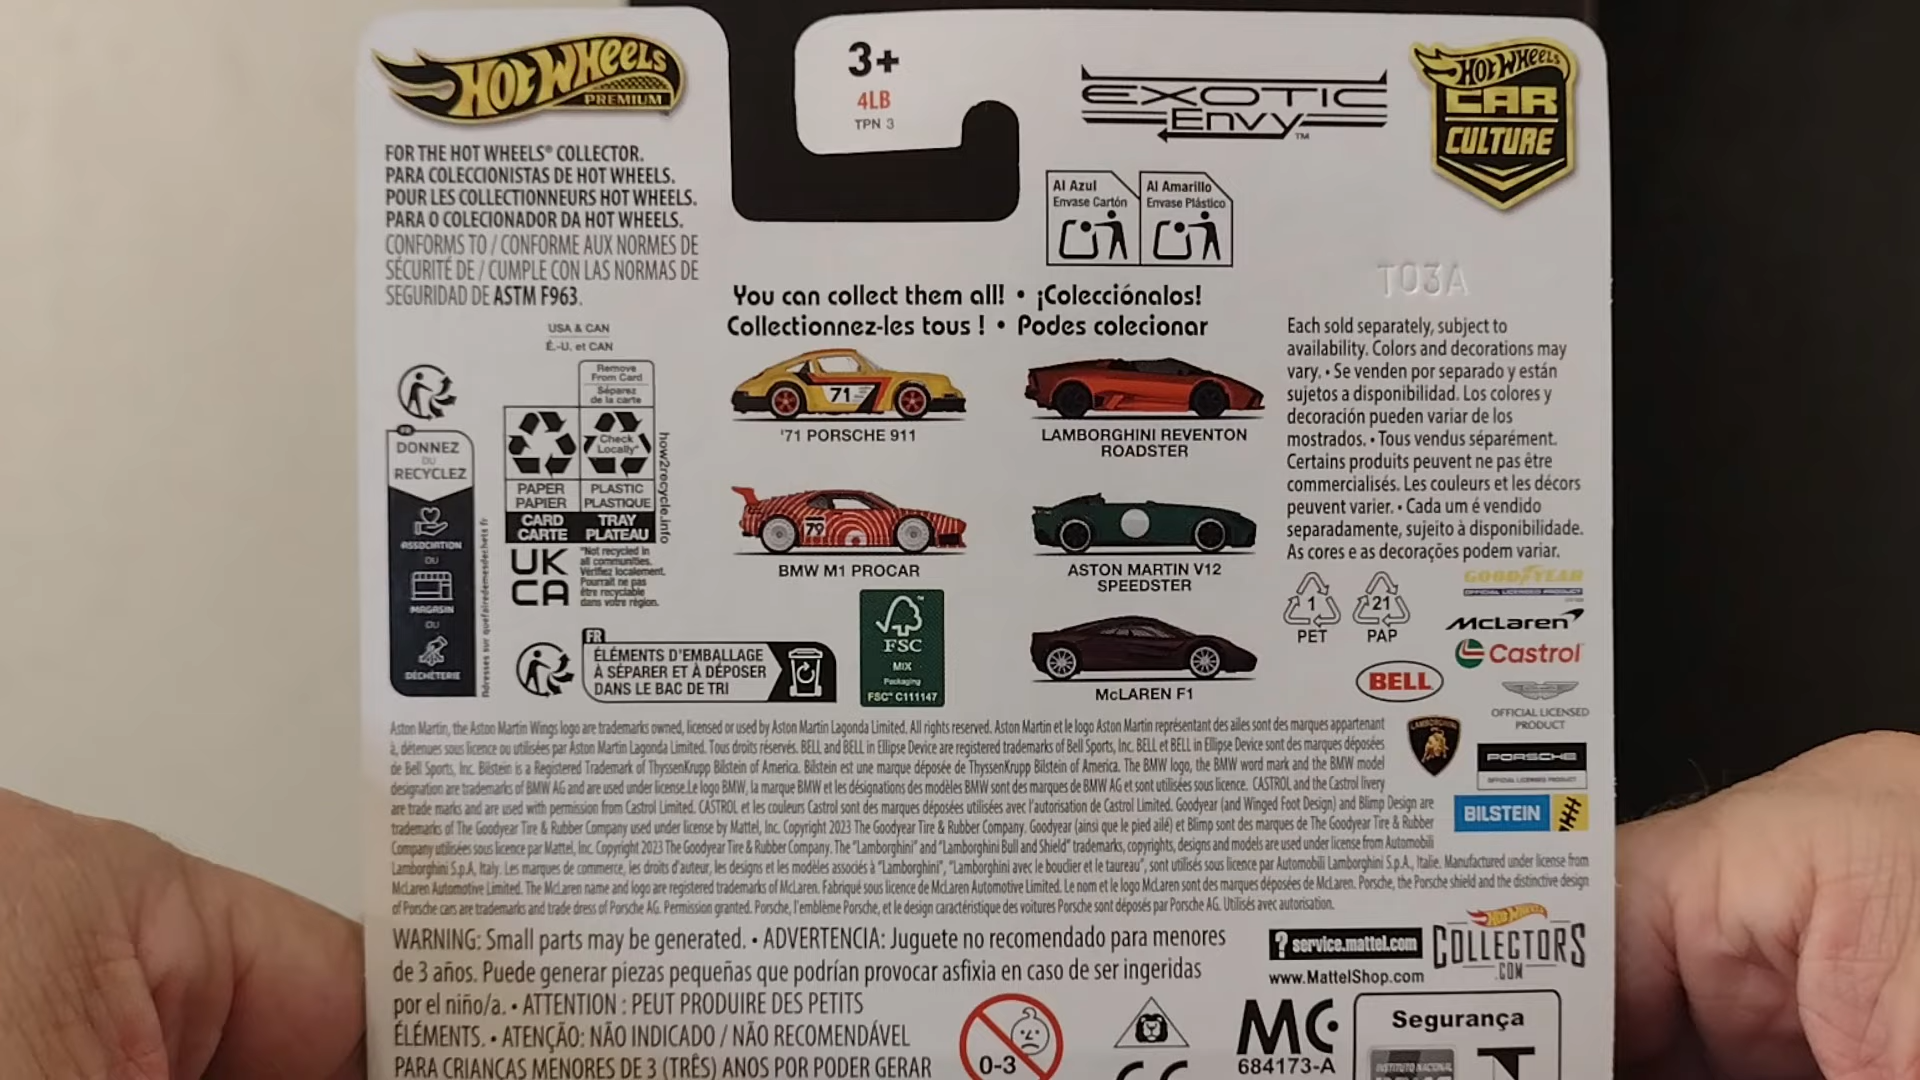 HOT WHEELS
PREMIUM
FOR THE HOT WHEELS® COLLECTOR.
PARA COLECCIONISTAS DE HOT WHEELS.
POUR LES COLLECTIONNEURS HOT WHEELS.
PARA O COLECIONADOR DA HOT WHEELS.
CONFORMS TO / CONFORME AUX NORMES DE
SÉCURITÉ DE / CUMPLE CON LAS NORMAS DE
SEGURIDAD DE ASTM F963.
3+
4LB
TPN 3
EXOTIC
Envy™
HOT WHEELS
CAR
CULTURE
Al Azul
Envase Cartón
Al Amarillo
Envase Plástico
T03A
You can collect them all! • ¡Colecciónalos!
Collectionnez-les tous ! • Podes colecionar
71
'71 PORSCHE 911
LAMBORGHINI REVENTON
ROADSTER
79
BMW M1 PROCAR
ASTON MARTIN V12
SPEEDSTER
McLAREN F1
USA & CAN
É.-U. et CAN
Remove
From Card
Séparez
de la carte
Check
Locally*
PAPER
PAPIER
PLASTIC
PLASTIQUE
CARD
CARTE
TRAY
PLATEAU
how2recycle.info
*Not recycled in
all communities.
Vérifiez localement.
Pourrait ne pas
être recyclable
dans votre région.
UK
CA
FR
DONNEZ
OU
RECYCLEZ
ASSOCIATION
OU
MAGASIN
OU
DÉCHÈTERIE
Adresses sur quefairedemesdechets.fr
FR
ÉLÉMENTS D'EMBALLAGE
À SÉPARER ET À DÉPOSER
DANS LE BAC DE TRI
FSC
MIX
Packaging
FSC™ C111147
Each sold separately, subject to
availability. Colors and decorations may
vary. • Se venden por separado y están
sujetos a disponibilidad. Los colores y
decoración pueden variar de los
mostrados. • Tous vendus séparément.
Certains produits peuvent ne pas être
commercialisés. Les couleurs et les décors
peuvent varier. • Cada um é vendido
separadamente, sujeito à disponibilidade.
As cores e as decorações podem variar.
1
PET
21
PAP
GOODYEAR
OFFICIAL LICENSED PRODUCT
McLaren
Castrol
BELL
OFFICIAL LICENSED
PRODUCT
LAMBORGHINI
PORSCHE
OFFICIAL LICENSED PRODUCT
BILSTEIN
Aston Martin, the Aston Martin Wings logo are trademarks owned, licensed or used by Aston Martin Lagonda Limited. All rights reserved. Aston Martin et le logo Aston Martin représentant des ailes sont des marques appartenant
à, détenues sous licence ou utilisées par Aston Martin Lagonda Limited. Tous droits réservés. BELL and BELL in Ellipse Device are registered trademarks of Bell Sports, Inc. BELL et BELL in Ellipse Device sont des marques déposées
de Bell Sports, Inc. Bilstein is a Registered Trademark of ThyssenKrupp Bilstein of America. Bilstein est une marque déposée de ThyssenKrupp Bilstein of America. The BMW logo, the BMW word mark and the BMW model
designation are trademarks of BMW AG and are used under license.Le logo BMW, la marque BMW et les désignations des modèles BMW sont des marques de BMW AG et sont utilisées sous licence. CASTROL and the Castrol livery
are trade marks and are used with permission from Castrol Limited. CASTROL et les couleurs Castrol sont des marques déposées utilisées avec l'autorisation de Castrol Limited. Goodyear (and Winged Foot Design) and Blimp Design are
trademarks of The Goodyear Tire & Rubber Company used under license by Mattel, Inc. Copyright 2023 The Goodyear Tire & Rubber Company. Goodyear (ainsi que le pied ailé) et Blimp sont des marques de The Goodyear Tire & Rubber
Company utilisées sous licence par Mattel, Inc. Copyright 2023 The Goodyear Tire & Rubber Company. The "Lamborghini" and "Lamborghini Bull and Shield" trademarks, copyrights, designs and models are used under license from Automobili
Lamborghini S.p.A, Italy. Les marques de commerce, les droits d'auteur, les designs et les modèles associés à "Lamborghini", "Lamborghini avec le bouclier et le taureau", sont utilisés sous licence par Automobili Lamborghini S.p.A., Italie. Manufactured under license from
McLaren Automotive Limited. The McLaren name and logo are registered trademarks of McLaren. Fabriqué sous licence de McLaren Automotive Limited. Le nom et le logo McLaren sont des marques déposées de McLaren. Porsche, the Porsche shield and the distinctive design
of Porsche cars are trademarks and trade dress of Porsche AG. Permission granted. Porsche, l'emblème Porsche, et le design caractéristique des voitures Porsche sont déposés par Porsche AG. Utilisés avec autorisation.
WARNING: Small parts may be generated. • ADVERTENCIA: Juguete no recomendado para menores
de 3 años. Puede generar piezas pequeñas que podrían provocar asfixia en caso de ser ingeridas
por el niño/a. • ATTENTION : PEUT PRODUIRE DES PETITS
ÉLÉMENTS. • ATENÇÃO: NÃO INDICADO / NÃO RECOMENDÁVEL
PARA CRIANÇAS MENORES DE 3 (TRÊS) ANOS POR PODER GERAR
? service.mattel.com
www.MattelShop.com
HOT WHEELS
COLLECTORS
.COM
0-3
CE
MC
684173-A
Segurança
INSTITUTO NACIONAL